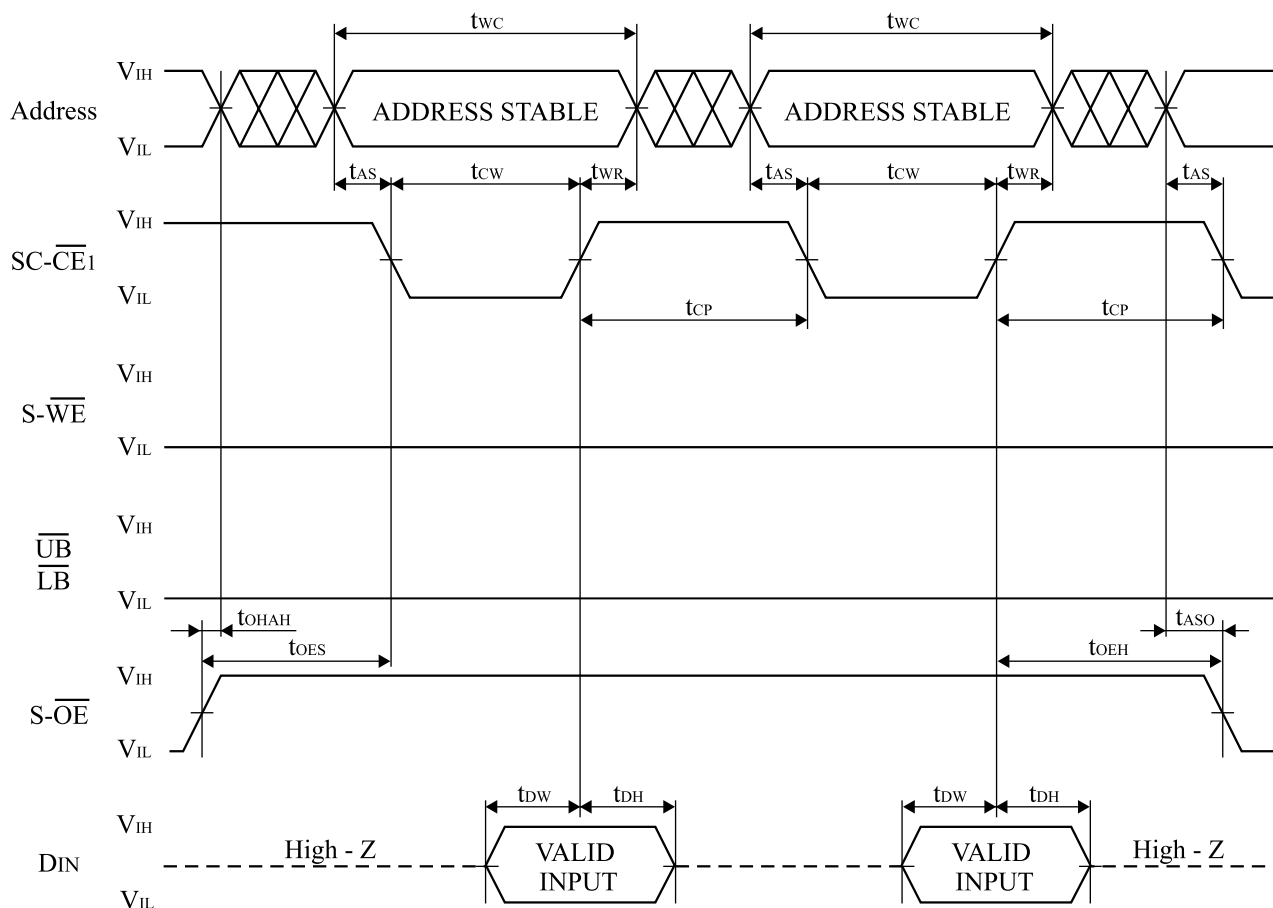 tWC tWC
VIH
Address ADDRESS STABLE ADDRESS STABLE
VIL
tAS tCW tWR tAS tCW tWR tAS
VIH
SC-CE1
VIL
tCP tCP
VIH
S-WE
VIL
VIH
UB
LB
VIL
tOHAH tASO
tOES tOEH
VIH
S-OE
VIL
tDW tDH tDW tDH
VIH
High - Z VALID VALID High - Z
DIN
INPUT INPUT
VIL